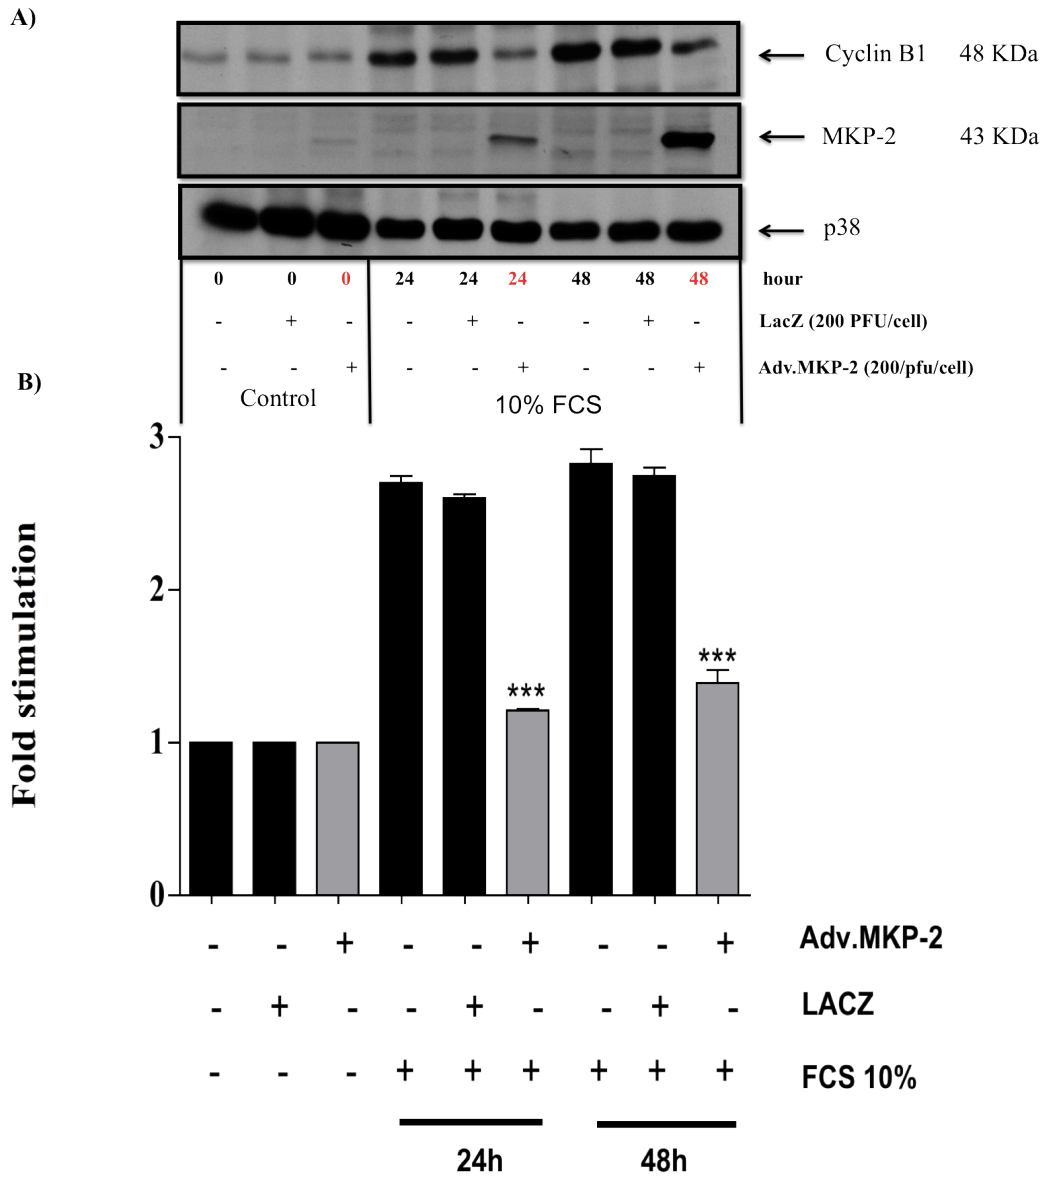 A)
Cyclin B1 48 KDa
MKP-2 43 KDa
p38
0 0 0 24 24 24 48 48 48 hour
- + - - + - - + - LacZ (200 PFU/cell)
- - + - - + - - + Adv.MKP-2 (200/pfu/cell)
B)
Control 10% FCS
3
*** ***
2
1
0
Fold stimulation
- - + - - + - - + Adv.MKP-2
- + - - + - - + - LACZ
- - - + + + + + + FCS 10%
24h 48h